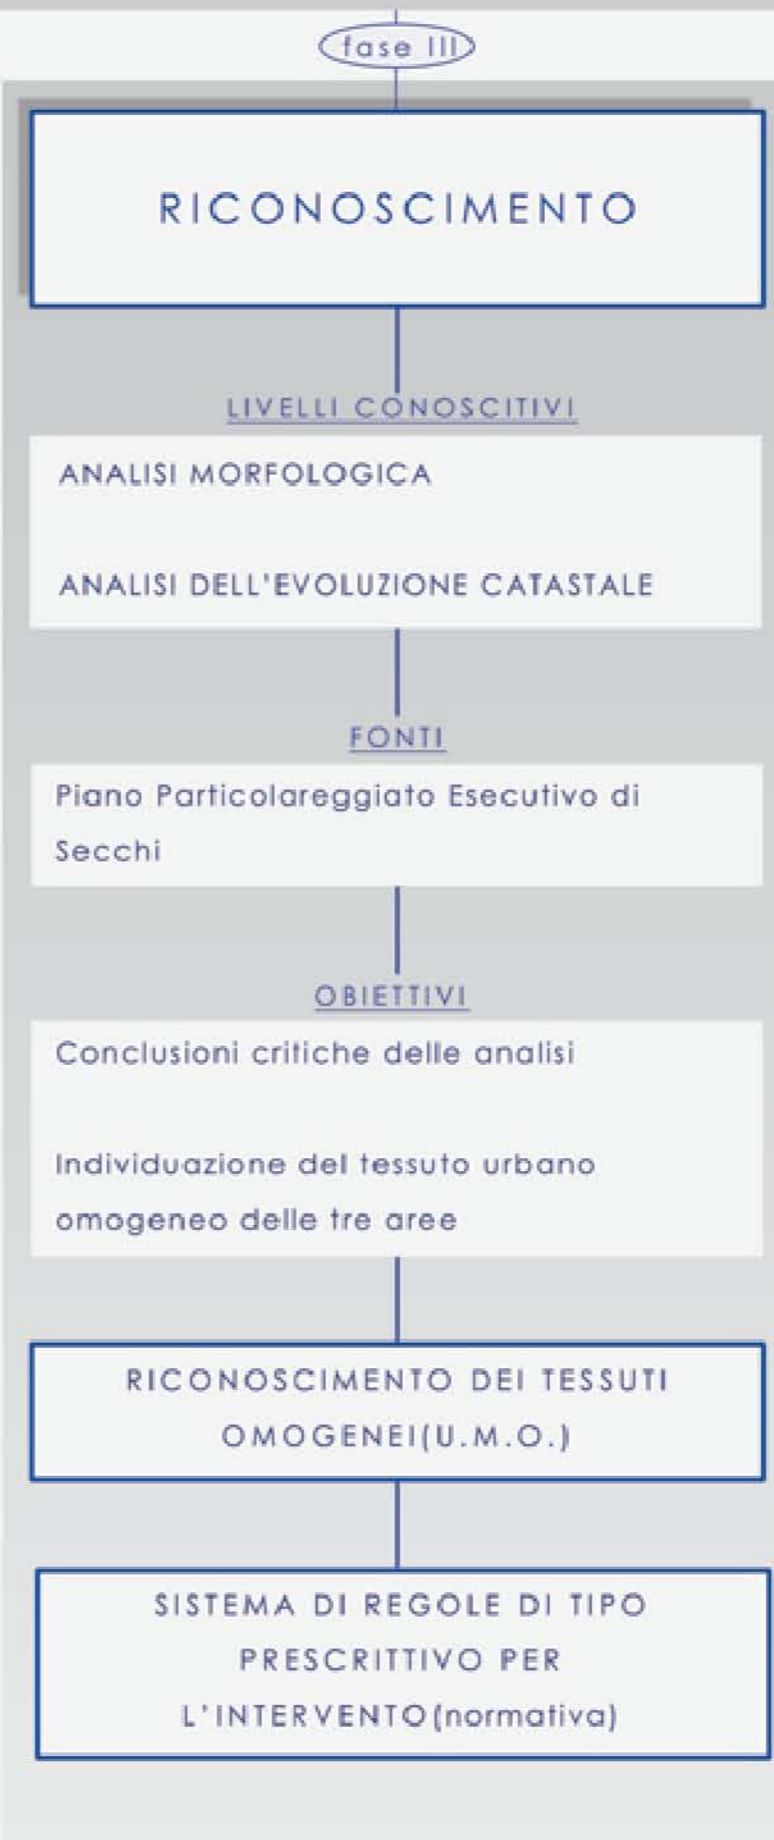 fase III
RICONOSCIMENTO
LIVELLI CONOSCITIVI
ANALISI MORFOLOGICA
ANALISI DELL'EVOLUZIONE CATASTALE
FONTI
Piano Particolareggiato Esecutivo di
Secchi
OBIETTIVI
Conclusioni critiche delle analisi
Individuazione del tessuto urbano
omogeneo delle tre aree
RICONOSCIMENTO DEI TESSUTI
OMOGENEI(U.M.O.)
SISTEMA DI REGOLE DI TIPO
PRESCRITTIVO PER
L'INTERVENTO(normativa)